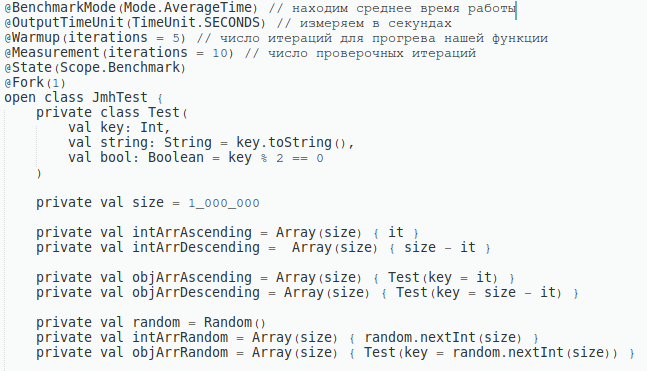 @BenchmarkMode(Mode.AverageTime) // находим среднее время работы
@OutputTimeUnit(TimeUnit.SECONDS) // измеряем в секундах
@Warmup(iterations = 5) // число итераций для прогрева нашей функции
@Measurement(iterations = 10) // число проверочных итераций
@State(Scope.Benchmark)
@Fork(1)
open class JmhTest {
    private class Test(
        val key: Int,
        val string: String = key.toString(),
        val bool: Boolean = key % 2 == 0
    )
    private val size = 1_000_000
    private val intArrAscending = Array(size) { it }
    private val intArrDescending =  Array(size) { size - it }
    private val objArrAscending = Array(size) { Test(key = it) }
    private val objArrDescending = Array(size) { Test(key = size - it) }
    private val random = Random()
    private val intArrRandom = Array(size) { random.nextInt(size) }
    private val objArrRandom = Array(size) { Test(key = random.nextInt(size)) }